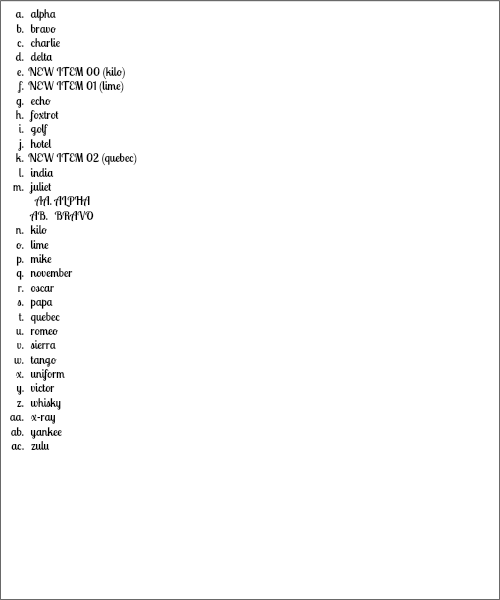 a. alpha
b. bravo
c. charlie
d. delta
e. NEW ITEM 00 (kilo)
f. NEW ITEM 01 (lime)
g. echo
h. foxtrot
i. golf
j. hotel
k. NEW ITEM 02 (quebec)
l. india
m. juliet
AA. ALPHA
AB. BRAVO
n. kilo
o. lime
p. mike
q. november
r. oscar
s. papa
t. quebec
u. romeo
v. sierra
w. tango
x. uniform
y. victor
z. whisky
aa. x-ray
ab. yankee
ac. zulu